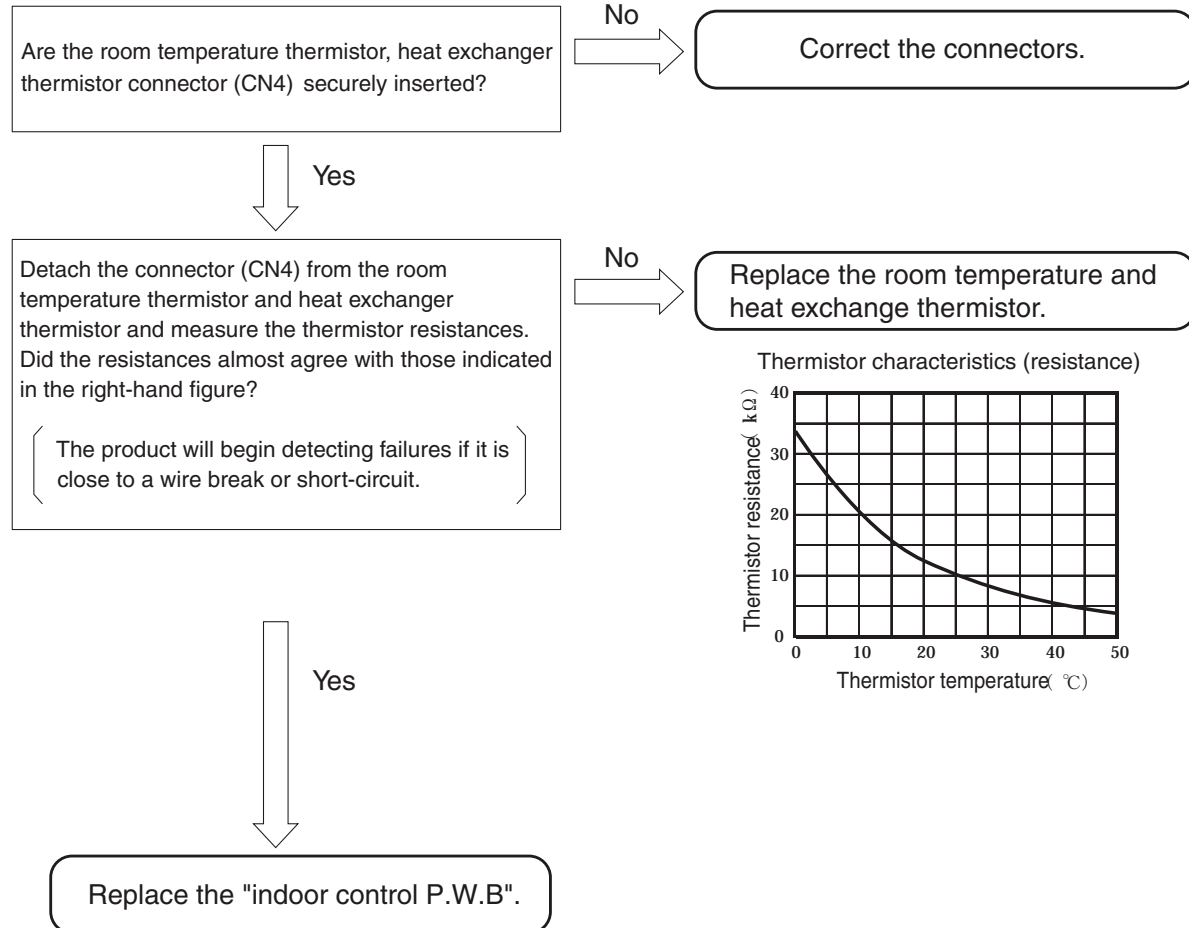 Are the room temperature thermistor, heat exchanger
thermistor connector (CN4) securely inserted?
No
Correct the connectors.
Yes
Detach the connector (CN4) from the room
temperature thermistor and heat exchanger
thermistor and measure the thermistor resistances.
Did the resistances almost agree with those indicated
in the right-hand figure?
The product will begin detecting failures if it is
close to a wire break or short-circuit.
No
Replace the room temperature and
heat exchange thermistor.
Thermistor characteristics (resistance)
Thermistor resistance( kΩ)
40
30
20
10
0
0 10 20 30 40 50
Thermistor temperature( ℃)
Yes
Replace the "indoor control P.W.B".